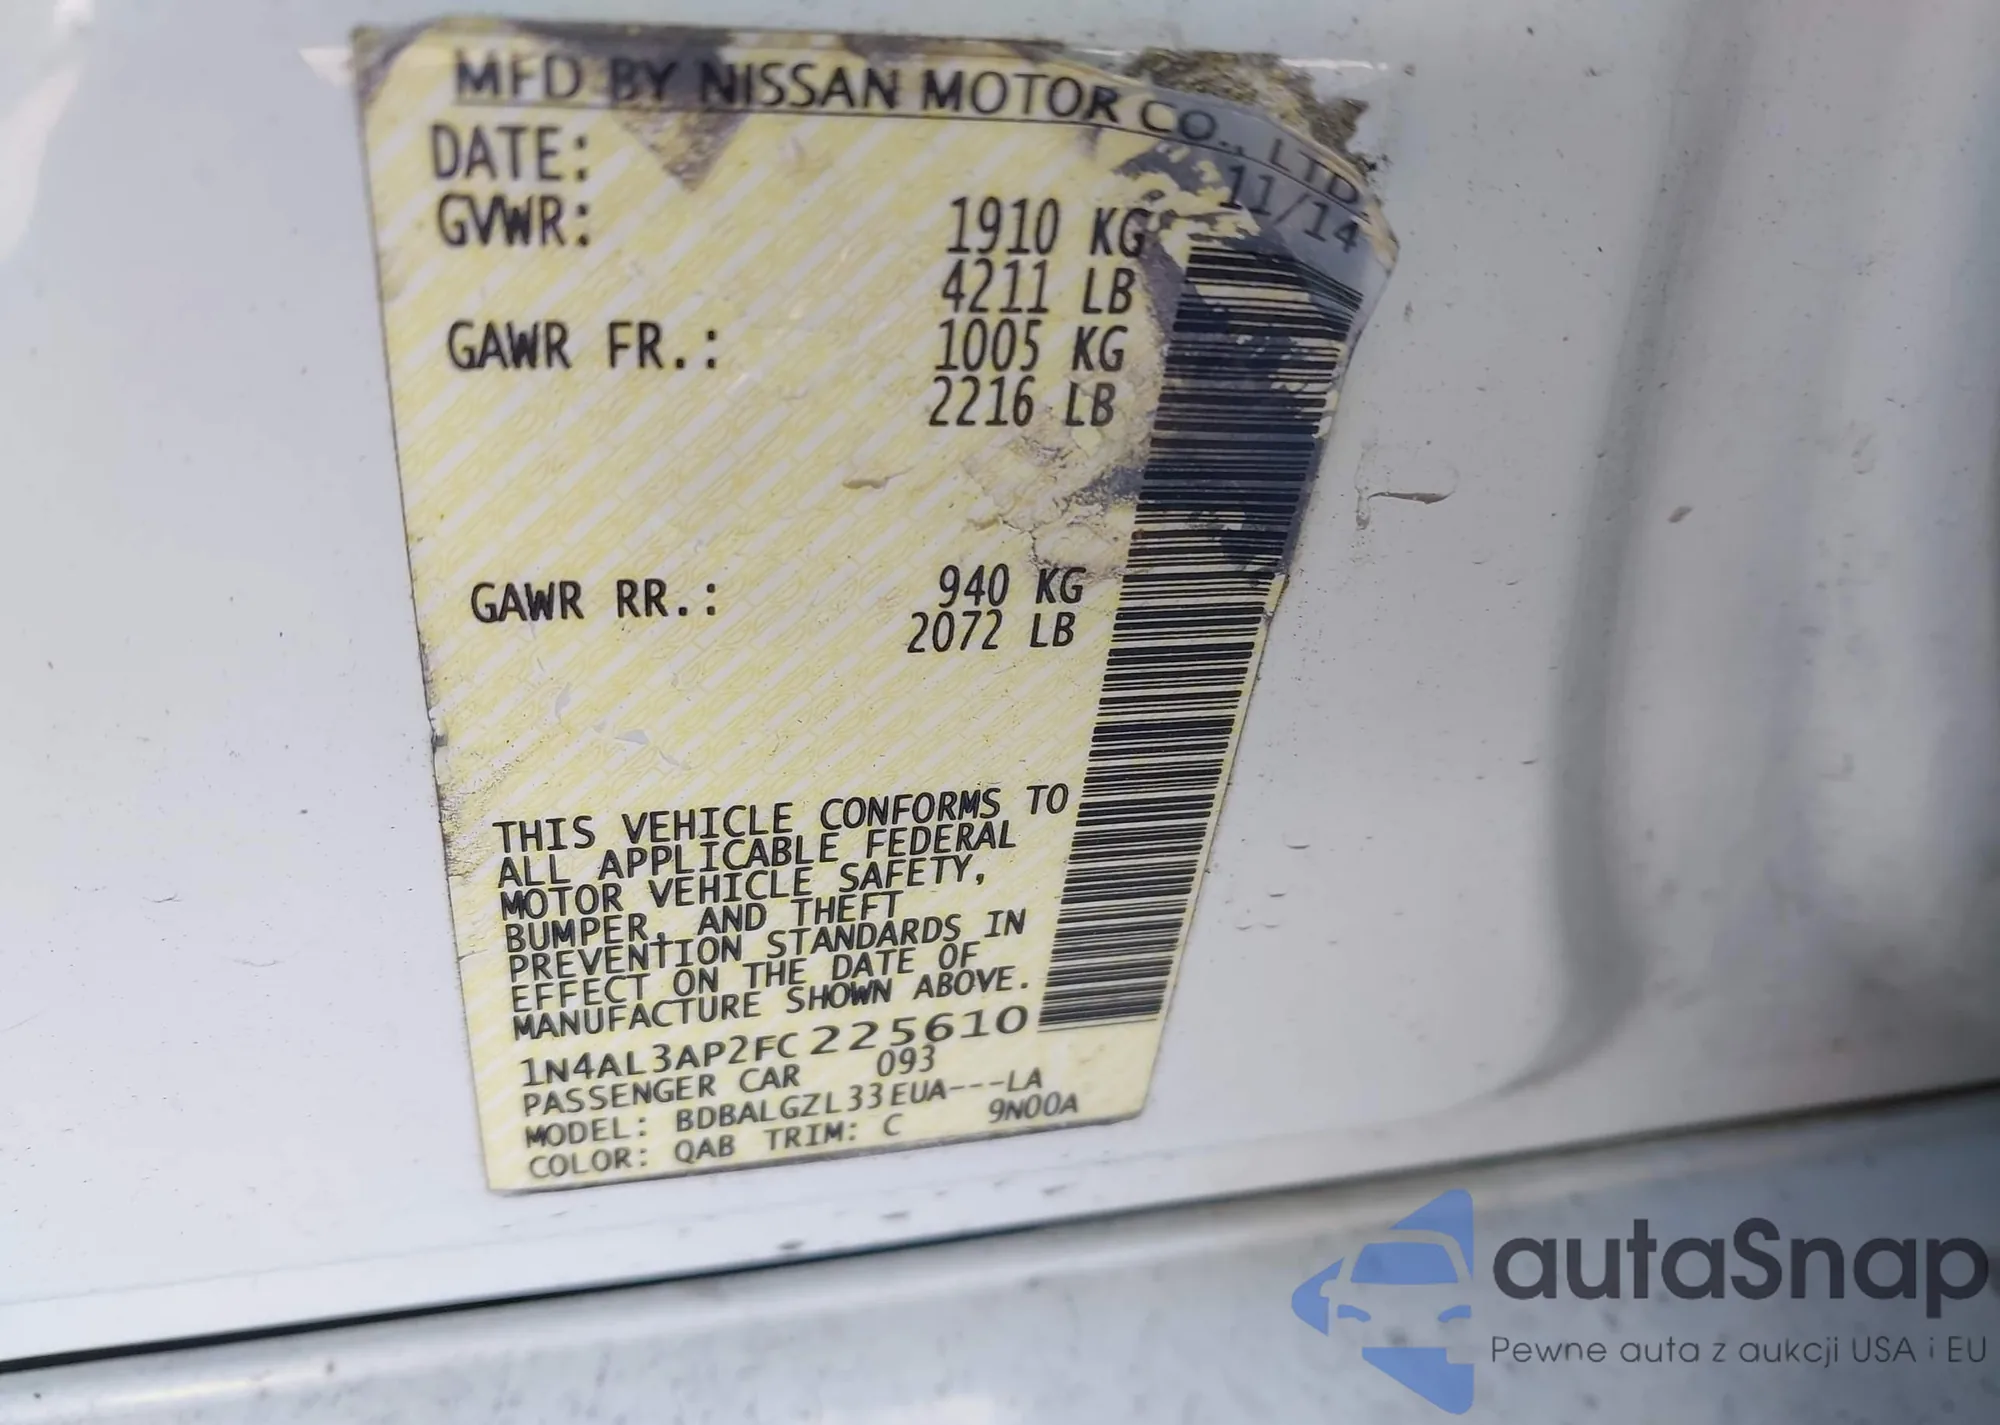 MFD BY NISSAN MOTOR CO., LTD.
DATE: 11/14
GVWR: 1910 KG
4211 LB
GAWR FR.: 1005 KG
2216 LB
GAWR RR.: 940 KG
2072 LB
THIS VEHICLE CONFORMS TO
ALL APPLICABLE FEDERAL
MOTOR VEHICLE SAFETY,
BUMPER, AND THEFT
PREVENTION STANDARDS IN
EFFECT ON THE DATE OF
MANUFACTURE SHOWN ABOVE.
1N4AL3AP2FC225610
PASSENGER CAR 093
MODEL: BDBALGZL33EUA---LA
COLOR: QAB TRIM: C 9N00A
autaSnap
Pewne auta z aukcji USA i EU